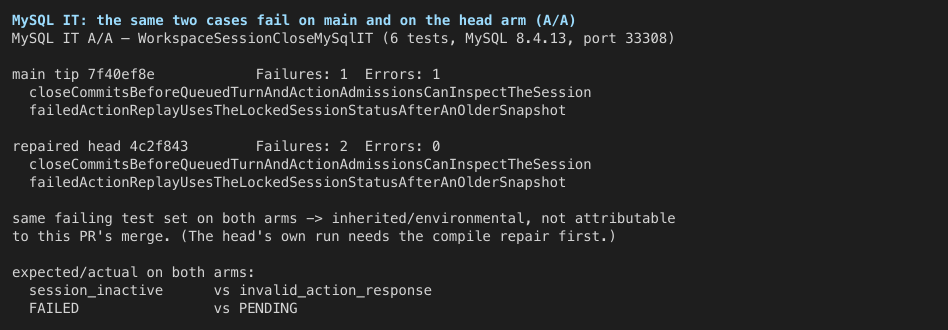 MySQL IT: the same two cases fail on main and on the head arm (A/A)
MySQL IT A/A — WorkspaceSessionCloseMySqlIT (6 tests, MySQL 8.4.13, port 33308)
main tip 7f40ef8e            Failures: 1  Errors: 1
  closeCommitsBeforeQueuedTurnAndActionAdmissionsCanInspectTheSession
  failedActionReplayUsesTheLockedSessionStatusAfterAnOlderSnapshot
repaired head 4c2f843        Failures: 2  Errors: 0
  closeCommitsBeforeQueuedTurnAndActionAdmissionsCanInspectTheSession
  failedActionReplayUsesTheLockedSessionStatusAfterAnOlderSnapshot
same failing test set on both arms -> inherited/environmental, not attributable
to this PR's merge. (The head's own run needs the compile repair first.)
expected/actual on both arms:
  session_inactive      vs invalid_action_response
  FAILED                vs PENDING